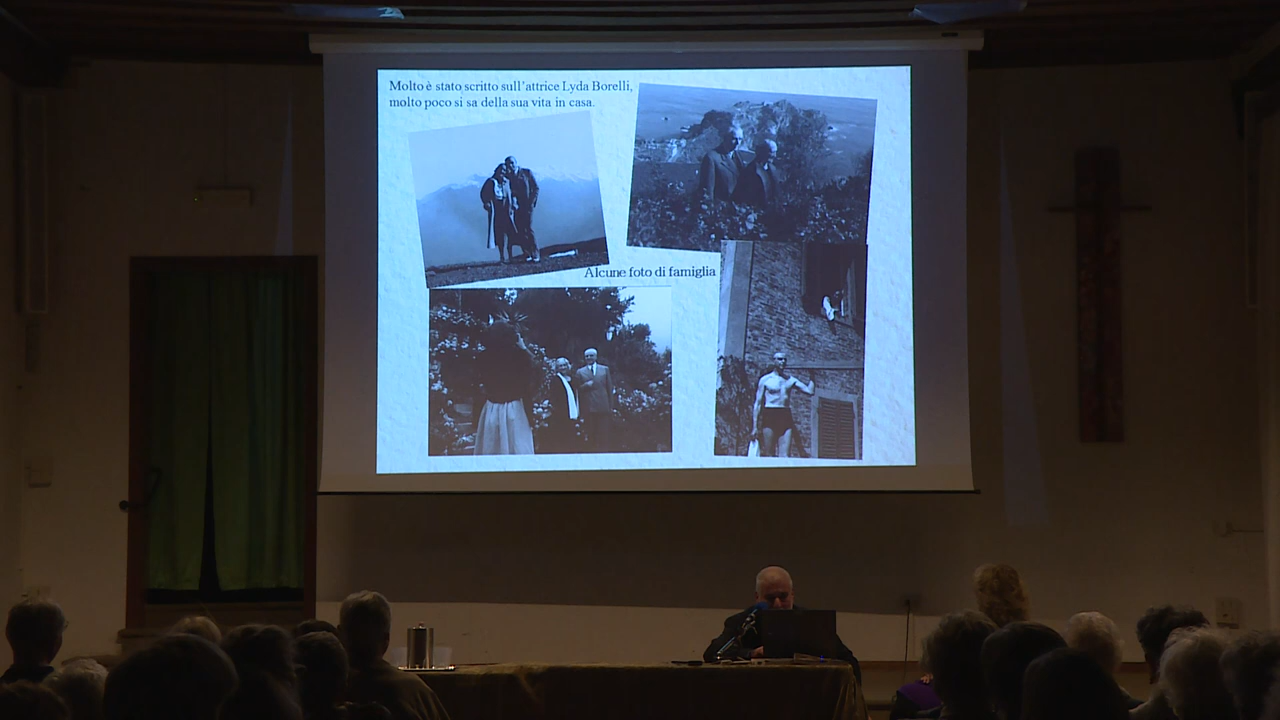 Molto è stato scritto sull'attrice Lyda Borelli,
molto poco si sa della sua vita in casa.
Alcune foto di famiglia